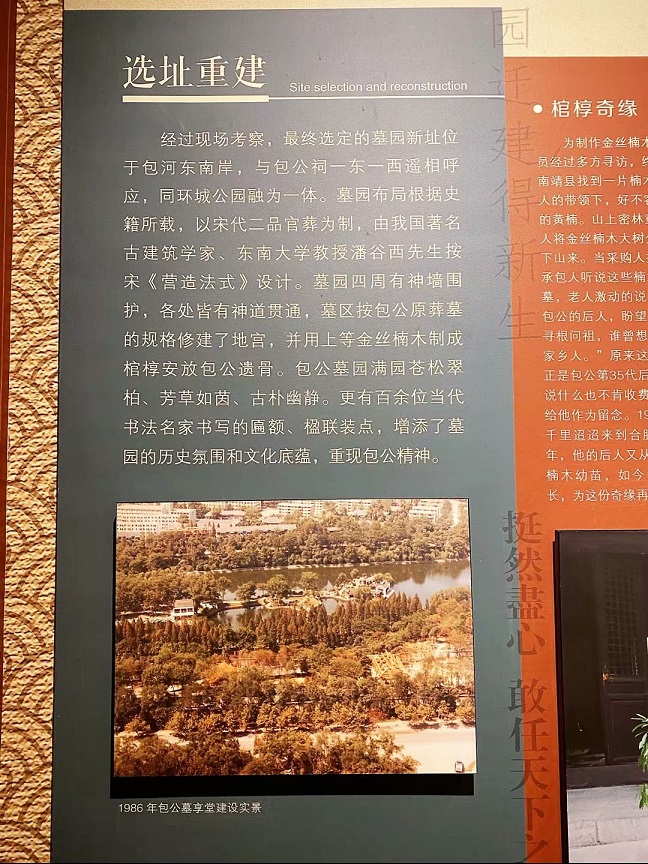 选址重建
Site selection and reconstruction
经过现场考察，最终选定的墓园新址位
于包河东南岸，与包公祠一东一西遥相呼
应，同环城公园融为一体。墓园布局根据史
籍所载，以宋代二品官葬为制，由我国著名
古建筑学家、东南大学教授潘谷西先生按
宋《营造法式》设计。墓园四周有神墙围
护，各处皆有神道贯通，墓区按包公原葬墓
的规格修建了地宫，并用上等金丝楠木制成
棺椁安放包公遗骨。包公墓园满园苍松翠
柏、芳草如茵、古朴幽静。更有百余位当代
书法名家书写的匾额、楹联装点，增添了墓
园的历史氛围和文化底蕴，重现包公精神。
1986 年包公墓享堂建设实景
园迁建得新生
挺然盡心 敢任天下之
棺椁奇缘
为制作金丝楠木
员经过多方寻访，终
南靖县找到一片楠木
人的带领下，好不容
的黄楠。山上密林重
人将金丝楠木大树
下山来。当采购人
承包人听说这些楠
墓，老人激动的说
包公的后人，盼望
寻根问祖，谁曾想
家乡人。”原来这
正是包公第35代后
说什么也不肯收费
给他作为留念。19
千里迢迢来到合肥
年，他的后人又从
楠木幼苗，如今
长，为这份奇缘再